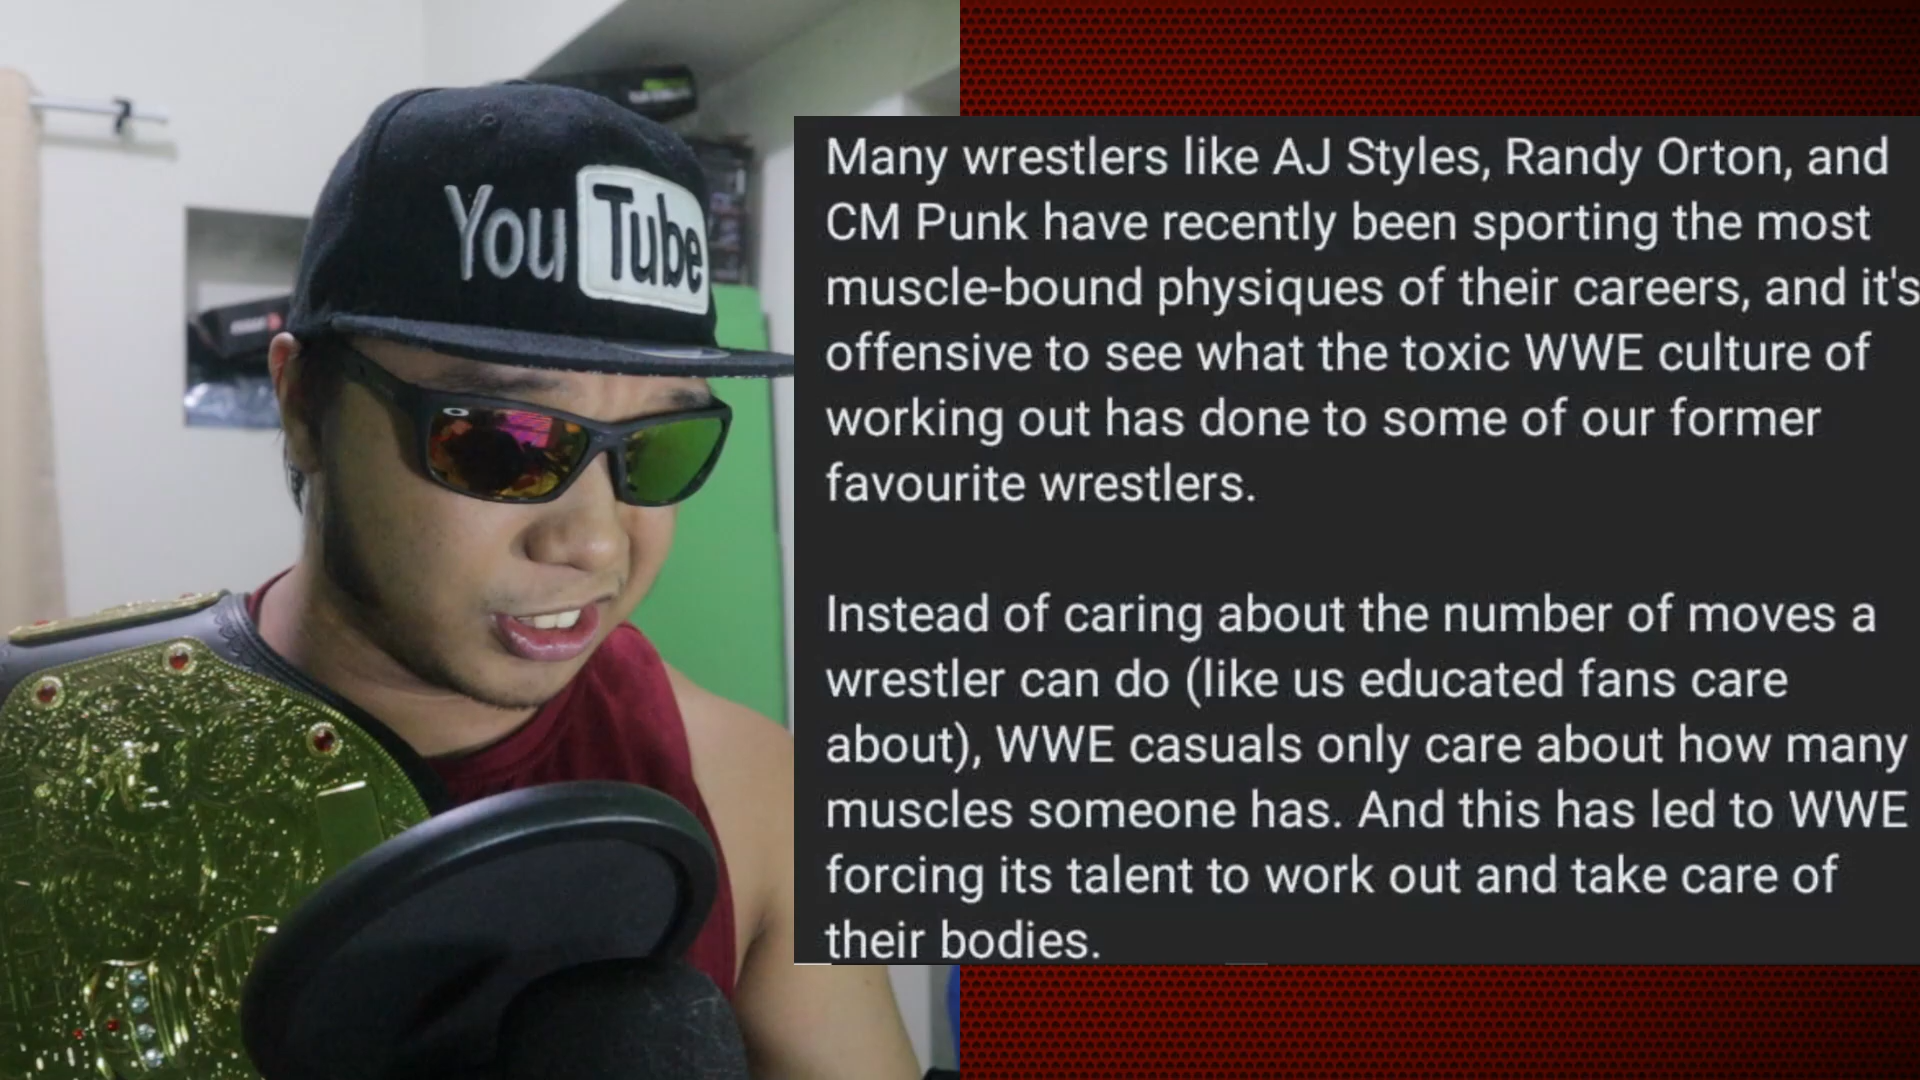 YouTube
Many wrestlers like AJ Styles, Randy Orton, and
CM Punk have recently been sporting the most
muscle-bound physiques of their careers, and it's
offensive to see what the toxic WWE culture of
working out has done to some of our former
favourite wrestlers.
Instead of caring about the number of moves a
wrestler can do (like us educated fans care
about), WWE casuals only care about how many
muscles someone has. And this has led to WWE
forcing its talent to work out and take care of
their bodies.